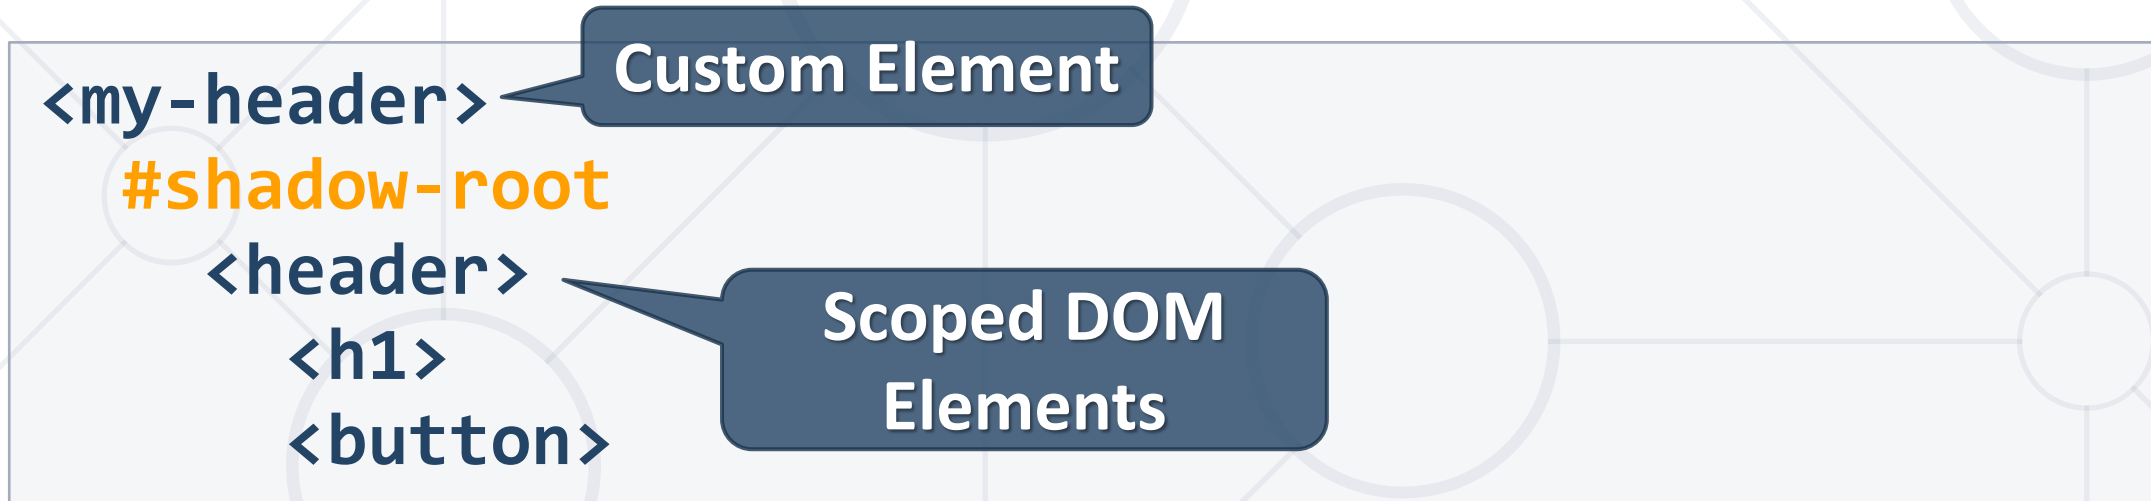 Custom Element
<my-header>
#shadow-root
<header>
Scoped DOM
Elements
<h1>
<button>